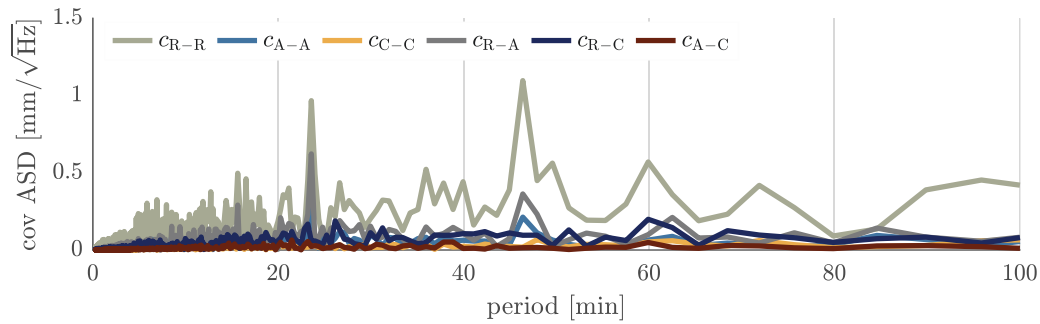 cov ASD [mm/√Hz]
1.5
1
0.5
0
c_R−R c_A−A c_C−C c_R−A c_R−C c_A−C
0 20 40 60 80 100
period [min]